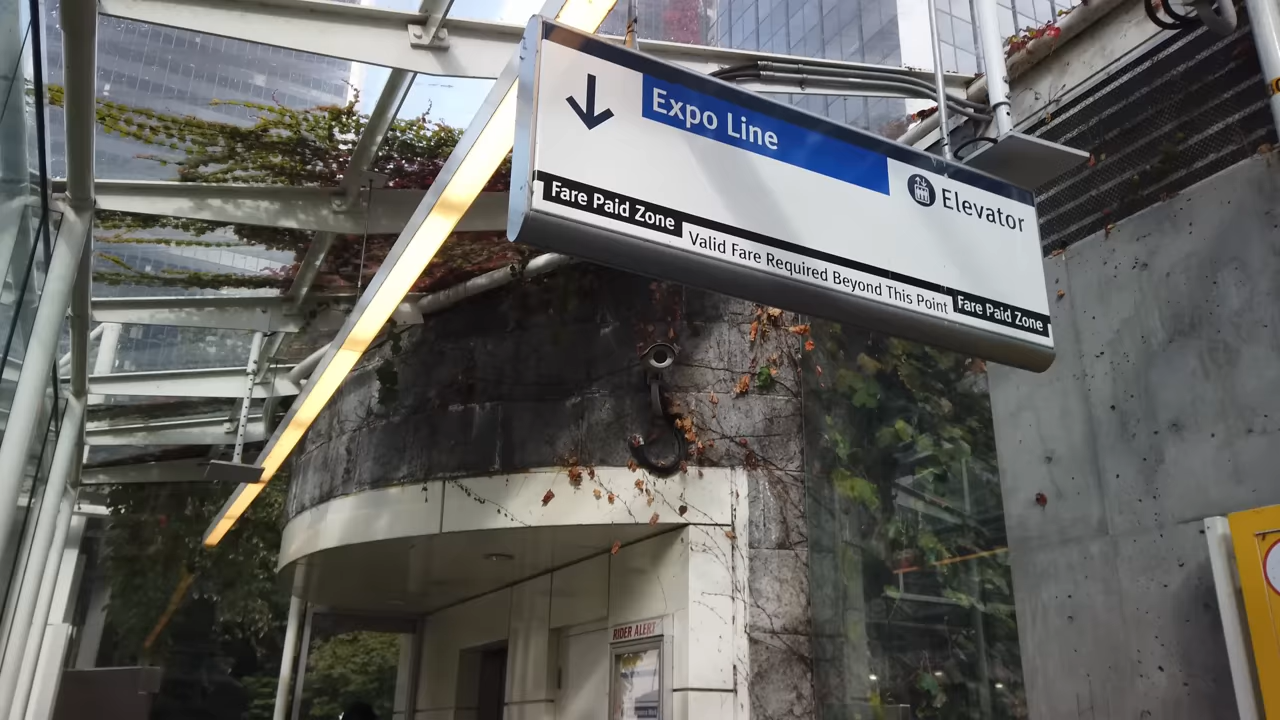 Expo Line
Elevator
Fare Paid Zone Valid Fare Required Beyond This Point Fare Paid Zone
RIDER ALERT